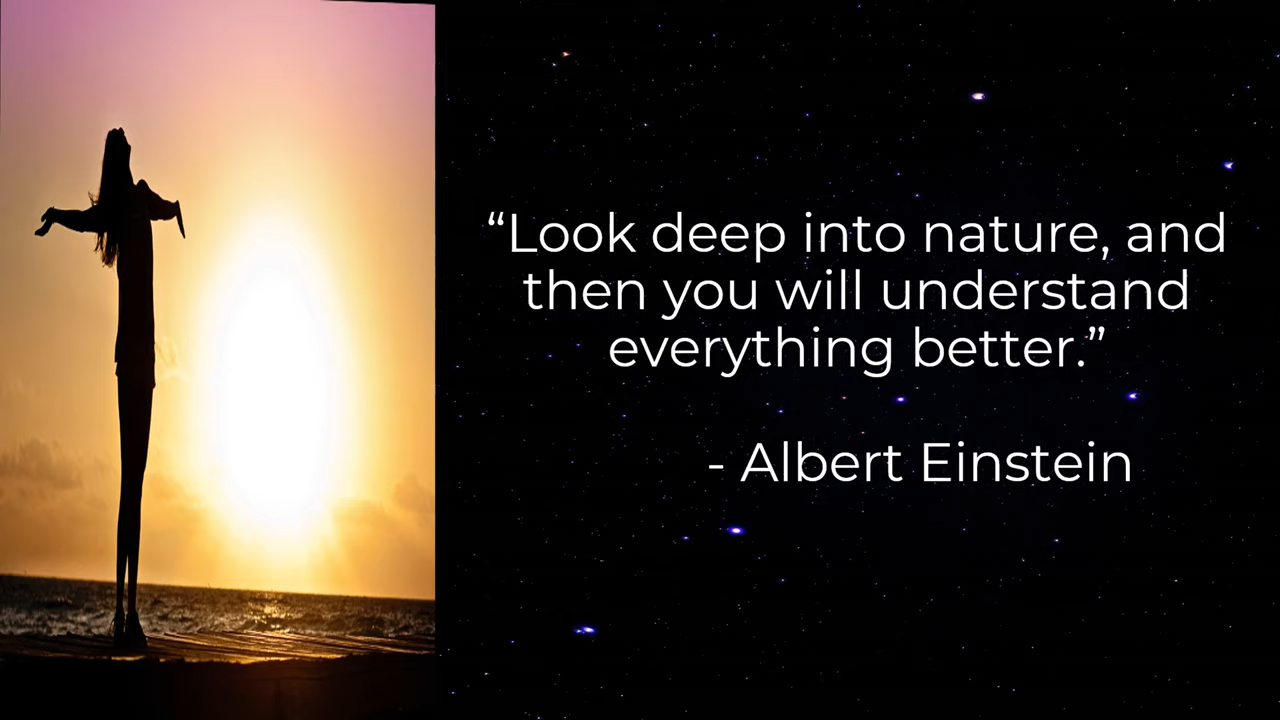 “Look deep into nature, and
then you will understand
everything better.”
- Albert Einstein